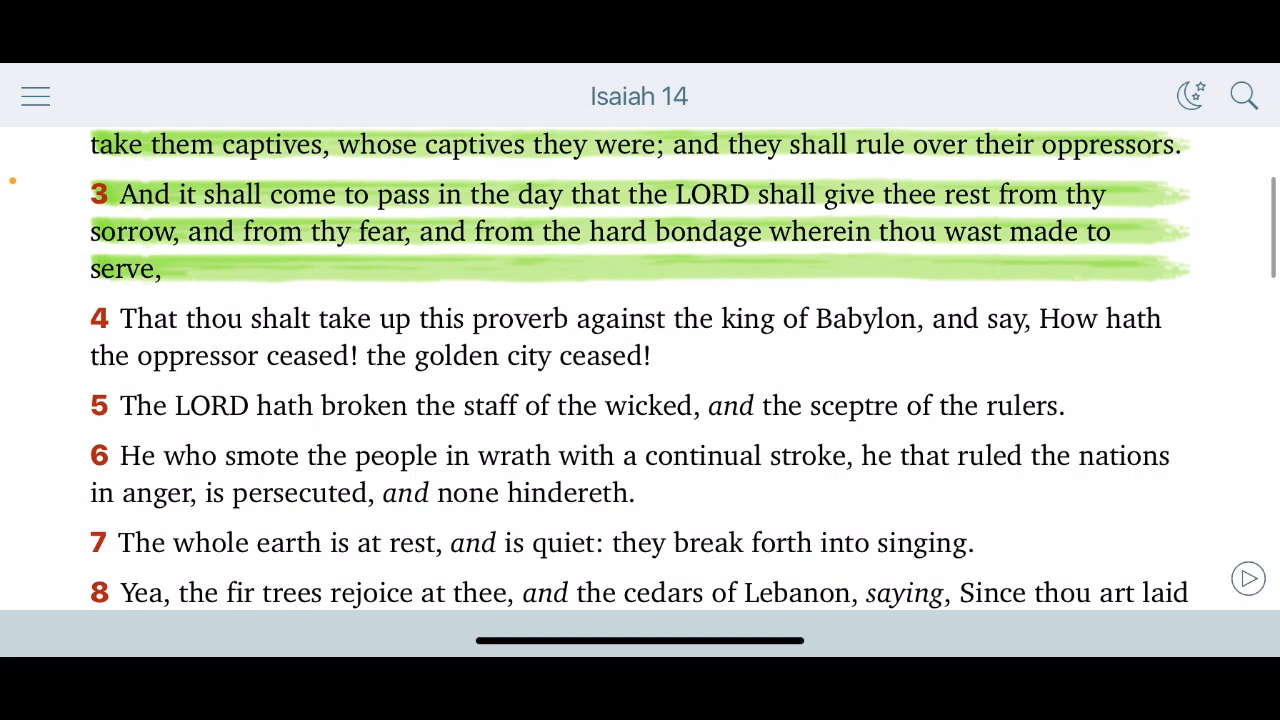 Isaiah 14
take them captives, whose captives they were; and they shall rule over their oppressors.
3 And it shall come to pass in the day that the LORD shall give thee rest from thy
sorrow, and from thy fear, and from the hard bondage wherein thou wast made to
serve,
4 That thou shalt take up this proverb against the king of Babylon, and say, How hath
the oppressor ceased! the golden city ceased!
5 The LORD hath broken the staff of the wicked, and the sceptre of the rulers.
6 He who smote the people in wrath with a continual stroke, he that ruled the nations
in anger, is persecuted, and none hindereth.
7 The whole earth is at rest, and is quiet: they break forth into singing.
8 Yea, the fir trees rejoice at thee, and the cedars of Lebanon, saying, Since thou art laid